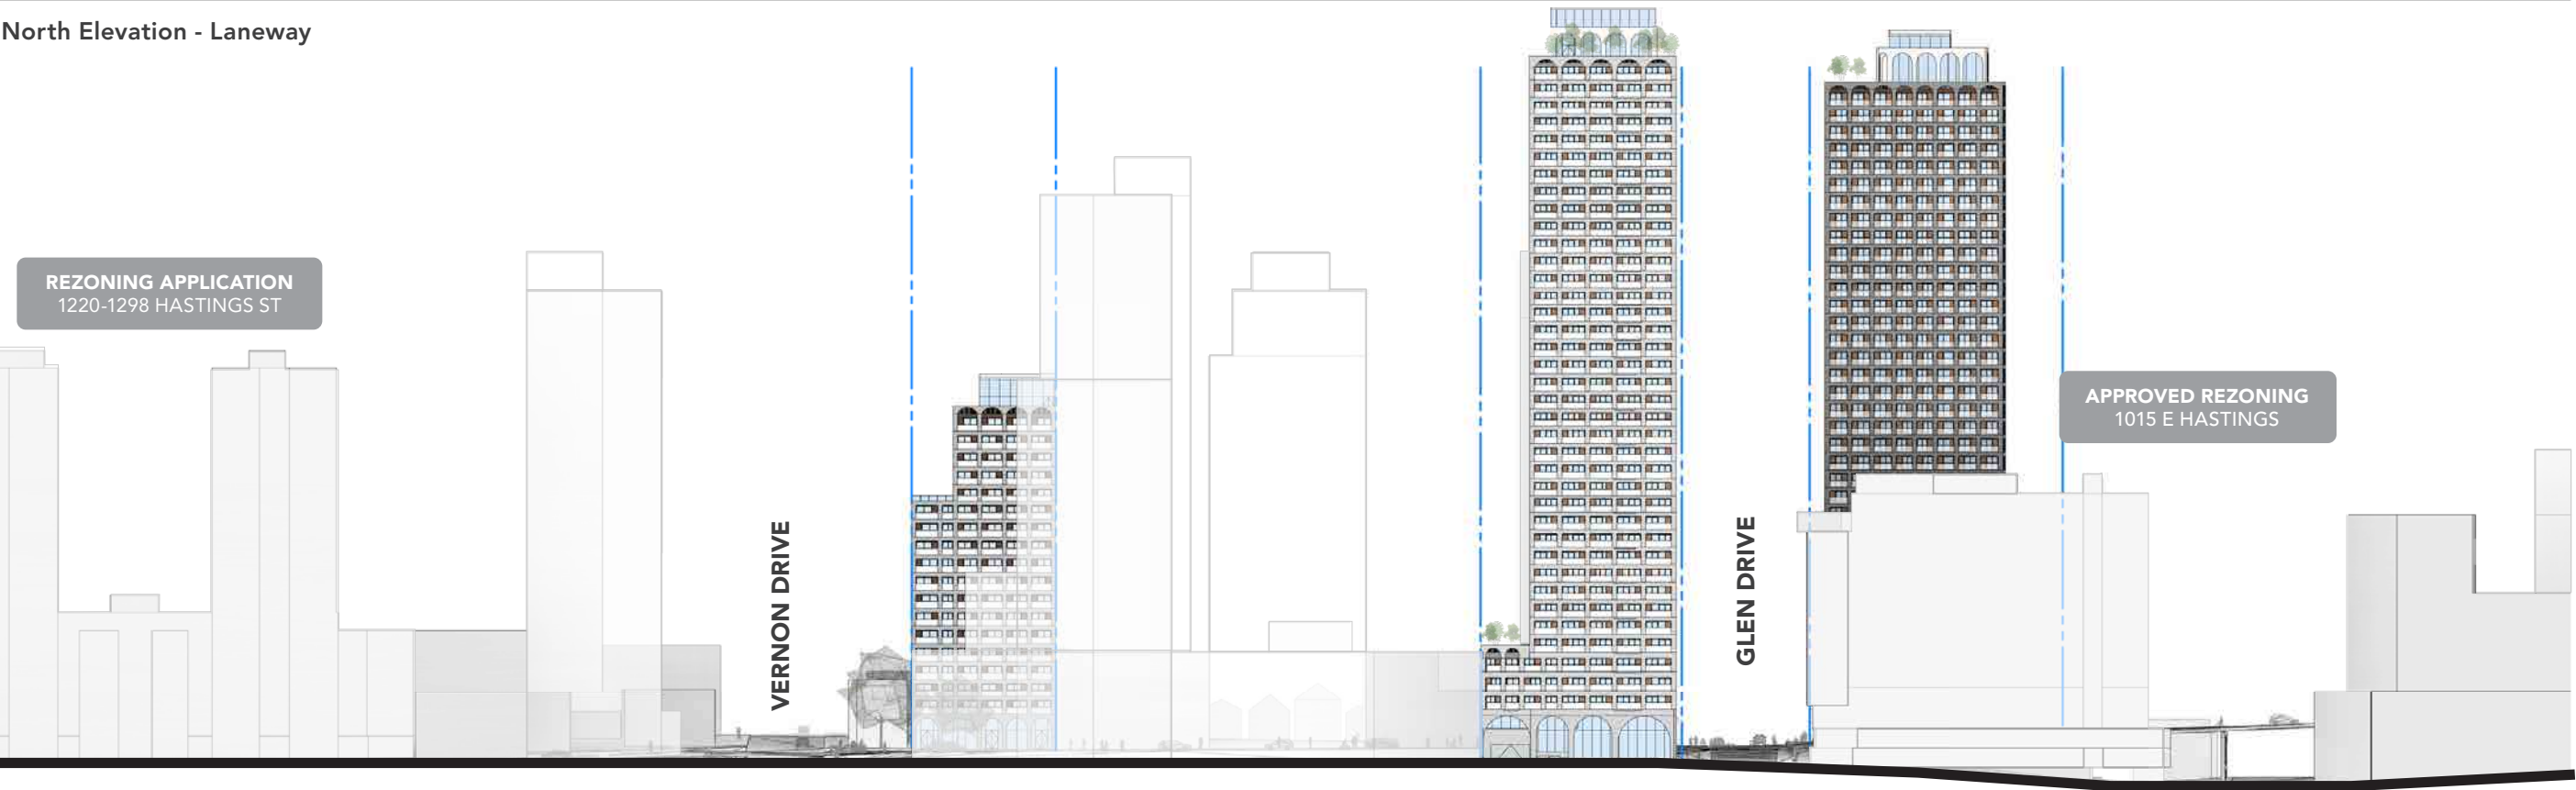 North Elevation - Laneway
REZONING APPLICATION
1220-1298 HASTINGS ST
VERNON DRIVE
GLEN DRIVE
APPROVED REZONING
1015 E HASTINGS